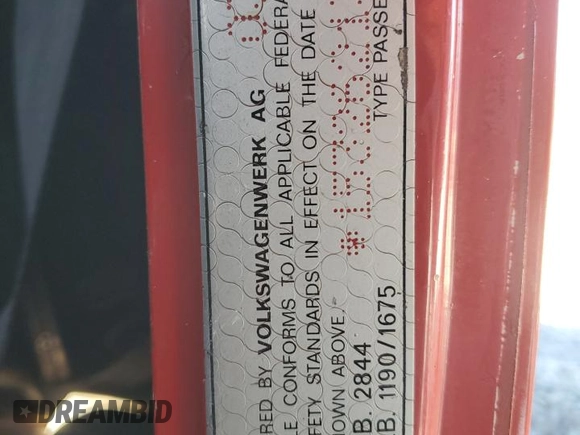 RED BY VOLKSWAGENWERK AG
LE CONFORMS TO ALL APPLICABLE FEDERA
FETY STANDARDS IN EFFECT ON THE DATE
HOWN ABOVE.
B. 2844
B. 1190/1675 TYPE PASSE
DREAMBID